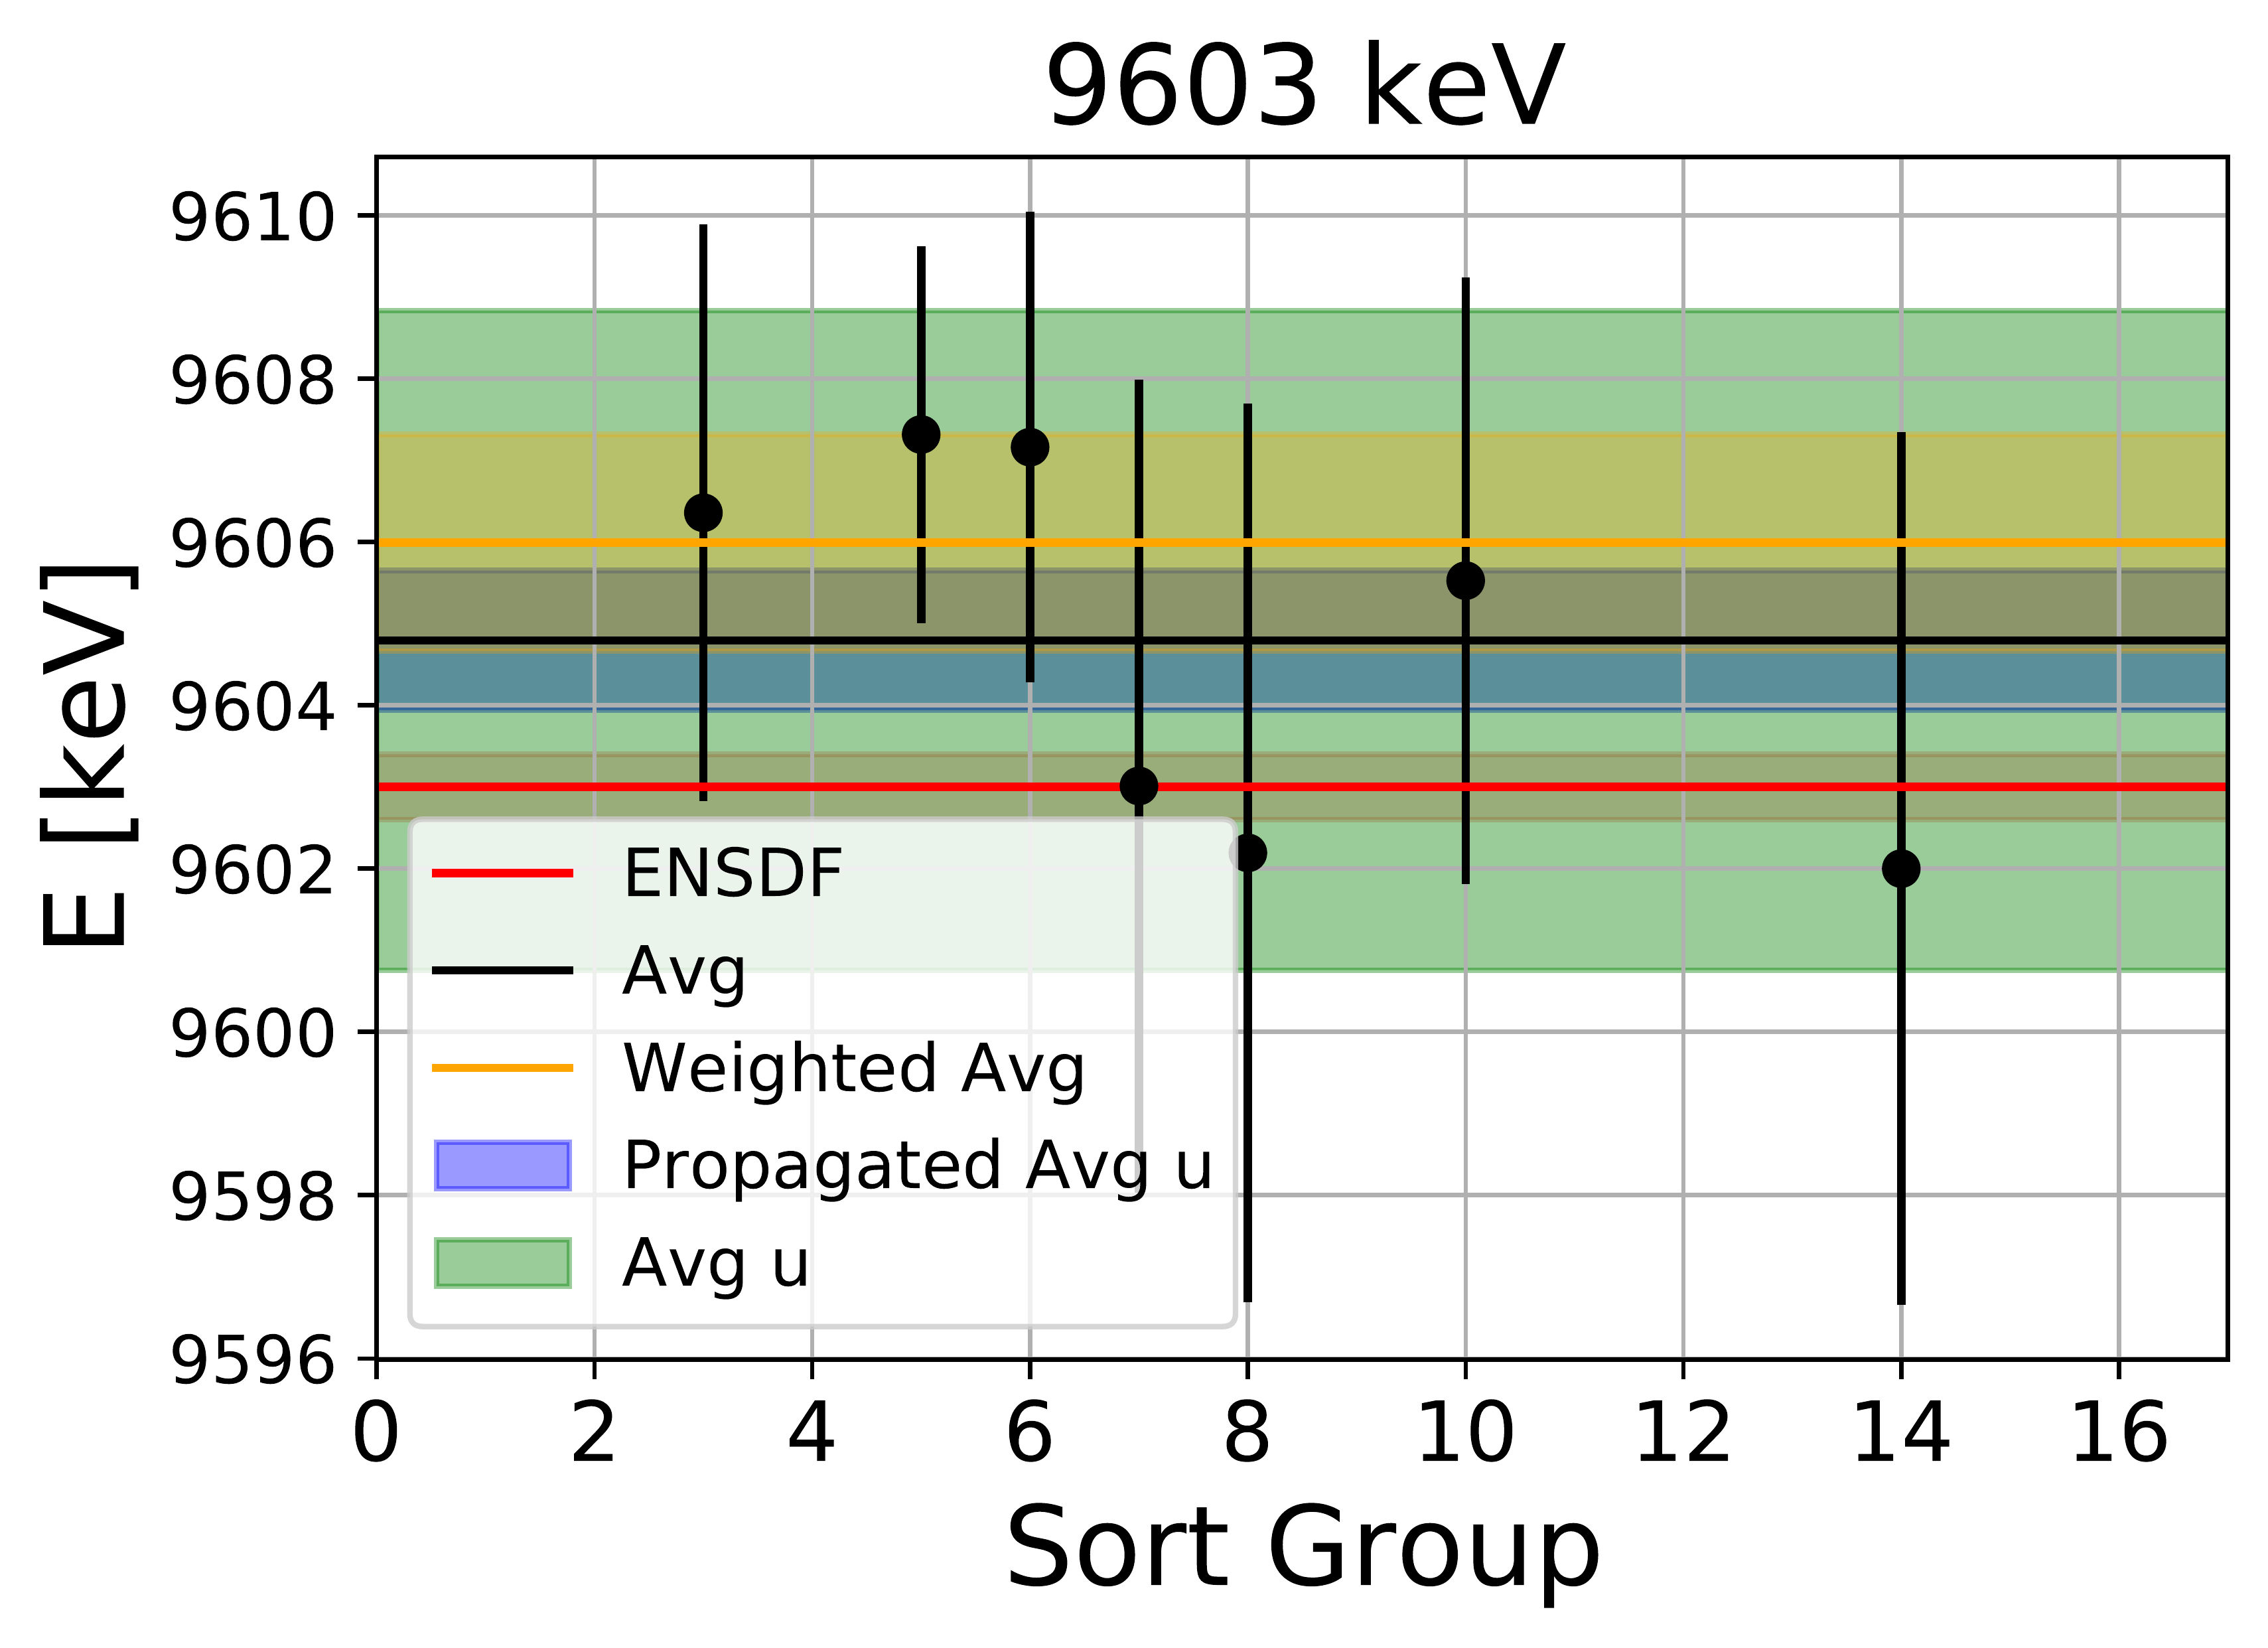 9603 keV
E [keV]
9610
9608
9606
9604
9602
9600
9598
9596
ENSDF
Avg
Weighted Avg
Propagated Avg u
Avg u
0 2 4 6 8 10 12 14 16
Sort Group